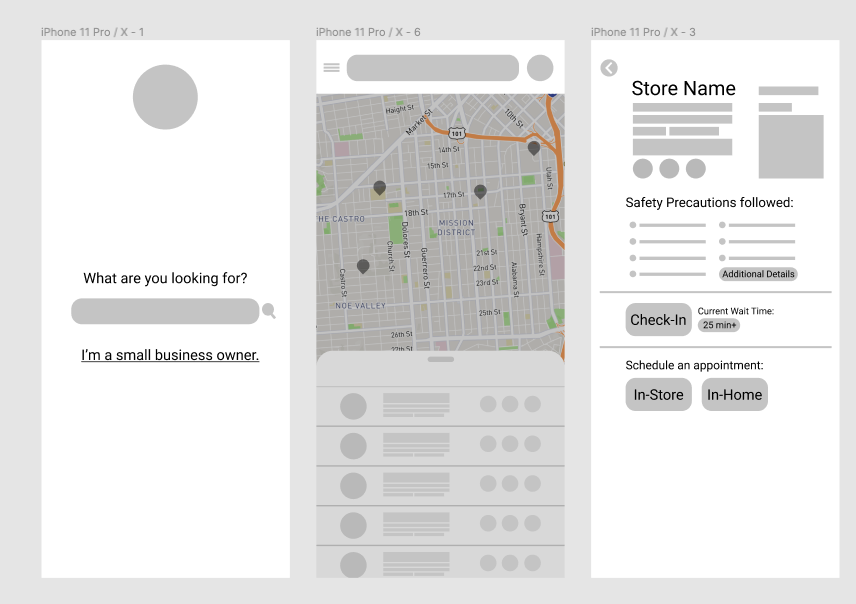 iPhone 11 Pro / X - 1
What are you looking for?
I'm a small business owner.
iPhone 11 Pro / X - 6
Haight St
Market St
10th St
101
14th St
15th St
Utah St
17th St
18th St
THE CASTRO
MISSION
DISTRICT
Dolores St
Bryant St
101
Church St
Guerrero St
Hampshire St
21st St
22nd St
23rd St
Castro St
Alabama St
NOE VALLEY
25th St
26th St
27th St
iPhone 11 Pro / X - 3
Store Name
Safety Precautions followed:
Additional Details
Check-In
Current Wait Time:
25 min+
Schedule an appointment:
In-Store
In-Home